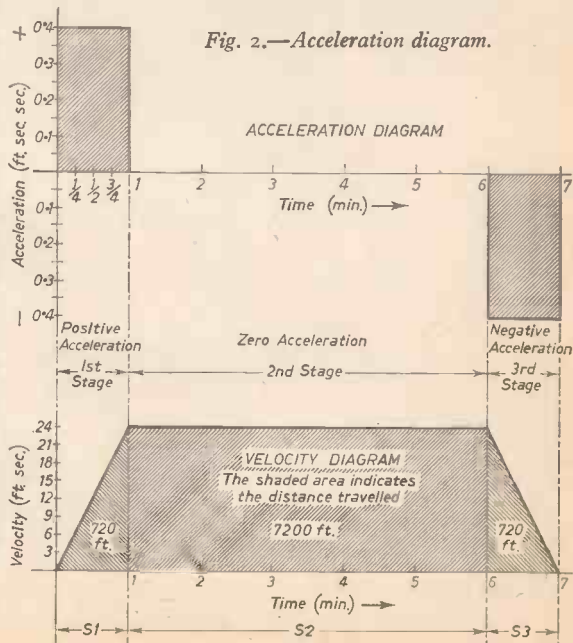 Fig. 2.—Acceleration diagram.
+
0·4
0·3
0·2
0·1
Acceleration (ft, sec, sec.)
ACCELERATION DIAGRAM
1/4 1/2 3/4 1 2 3 4 5 6 7
Time (min.)
0·1
0·2
0·3
0·4
–
Positive Acceleration
Zero Acceleration
Negative Acceleration
1st Stage
2nd Stage
3rd Stage
24
21
18
15
12
9
6
3
Velocity (ft, sec.)
VELOCITY DIAGRAM
The shaded area indicates
the distance travelled
720 ft.
7200 ft.
720 ft.
1 2 3 4 5 6 7
Time (min.)
S1
S2
S3